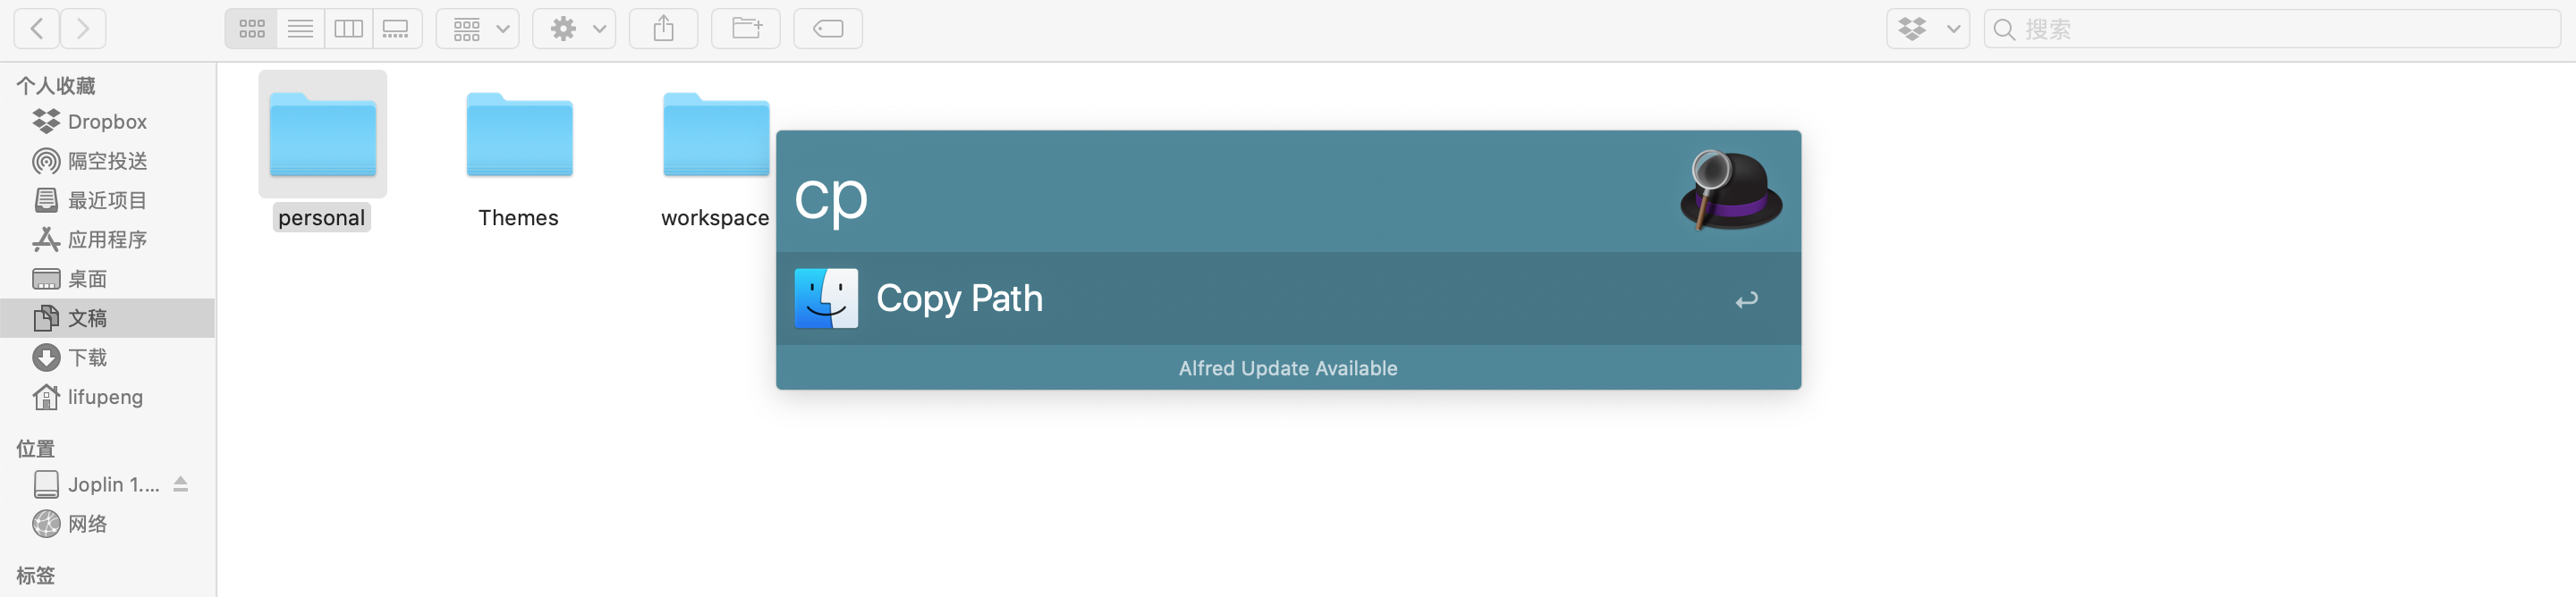 搜索
个人收藏
Dropbox
隔空投送
最近项目
应用程序
桌面
文稿
下载
lifupeng
位置
Joplin 1....
网络
标签
personal
Themes
workspace
cp
Copy Path
Alfred Update Available